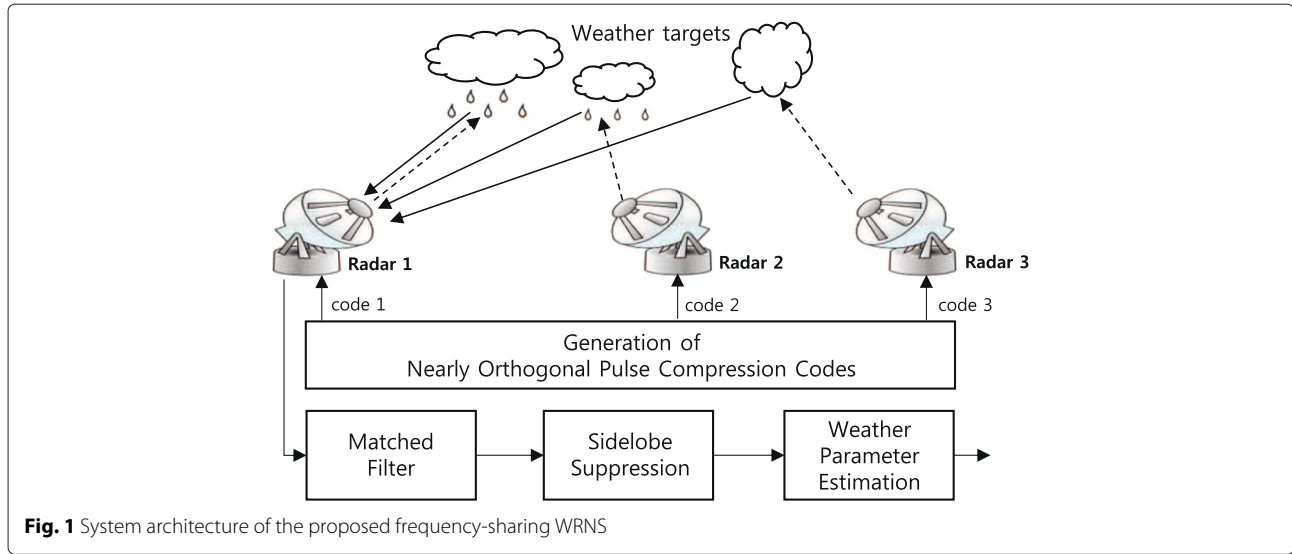 Weather targets
Radar 1
Radar 2
Radar 3
code 1
code 2
code 3
Generation of
Nearly Orthogonal Pulse Compression Codes
Matched
Filter
Sidelobe
Suppression
Weather
Parameter
Estimation
Fig. 1 System architecture of the proposed frequency-sharing WRNS